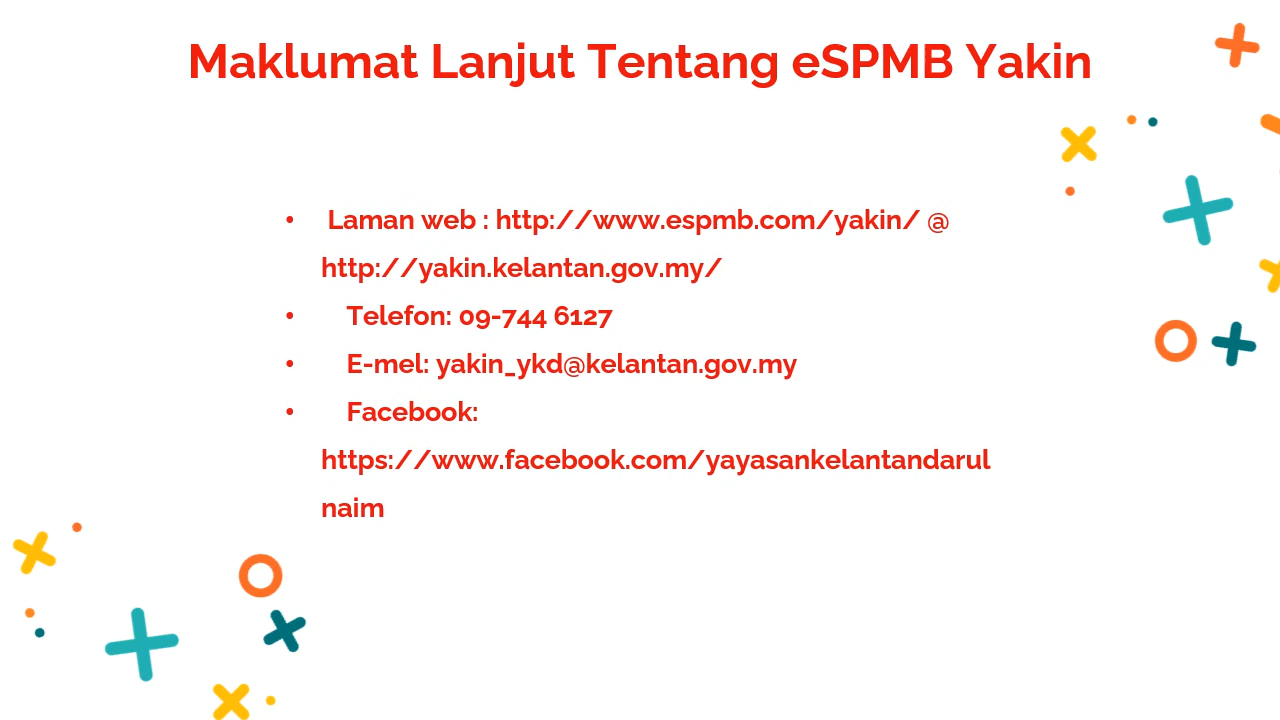 Maklumat Lanjut Tentang eSPMB Yakin
• Laman web : http://www.espmb.com/yakin/ @
http://yakin.kelantan.gov.my/
• Telefon: 09-744 6127
• E-mel: yakin_ykd@kelantan.gov.my
• Facebook:
https://www.facebook.com/yayasankelantandarul
naim